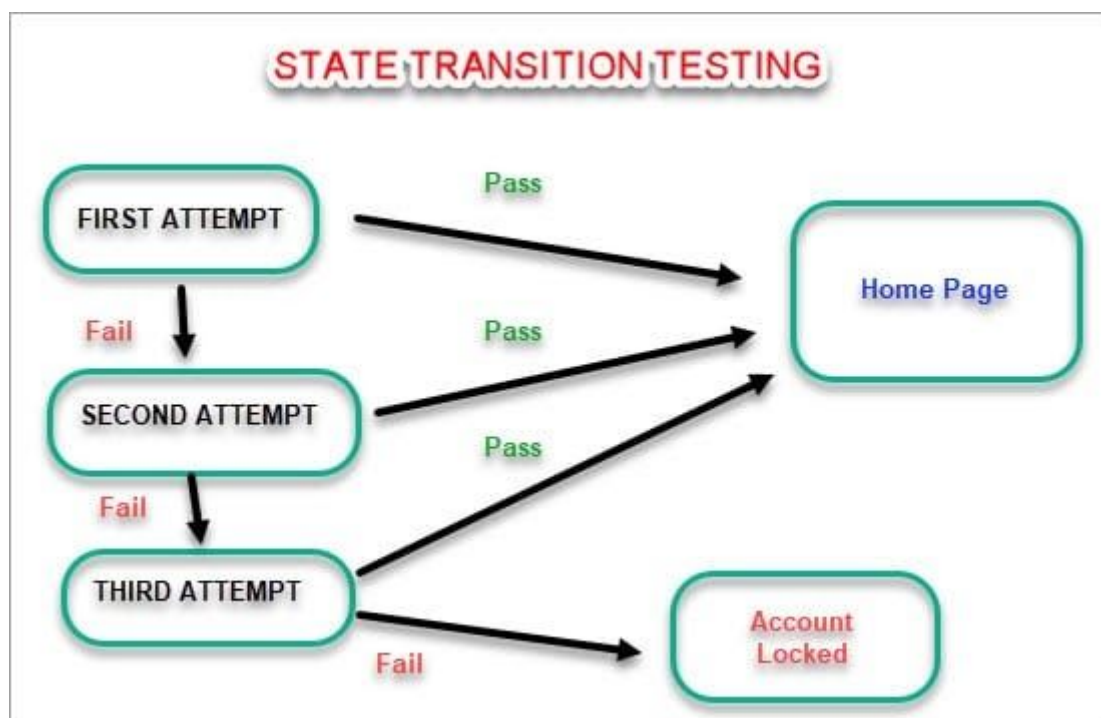 STATE TRANSITION TESTING
Pass
FIRST ATTEMPT
Home Page
Fail
Pass
SECOND ATTEMPT
Pass
Fail
THIRD ATTEMPT
Account
Locked
Fail